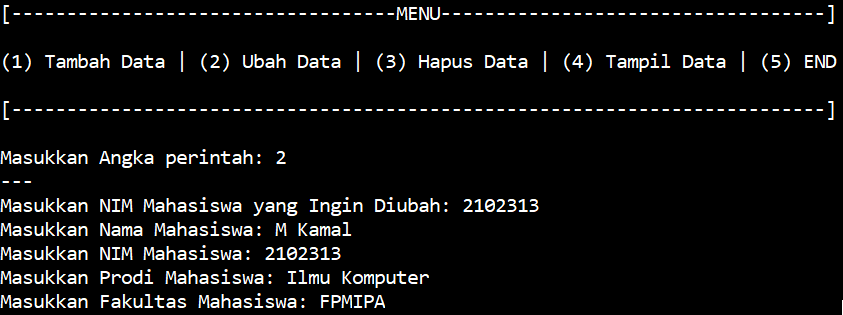 [-----------------------------------MENU-----------------------------------]
(1) Tambah Data | (2) Ubah Data | (3) Hapus Data | (4) Tampil Data | (5) END
[--------------------------------------------------------------------------]
Masukkan Angka perintah: 2
---
Masukkan NIM Mahasiswa yang Ingin Diubah: 2102313
Masukkan Nama Mahasiswa: M Kamal
Masukkan NIM Mahasiswa: 2102313
Masukkan Prodi Mahasiswa: Ilmu Komputer
Masukkan Fakultas Mahasiswa: FPMIPA